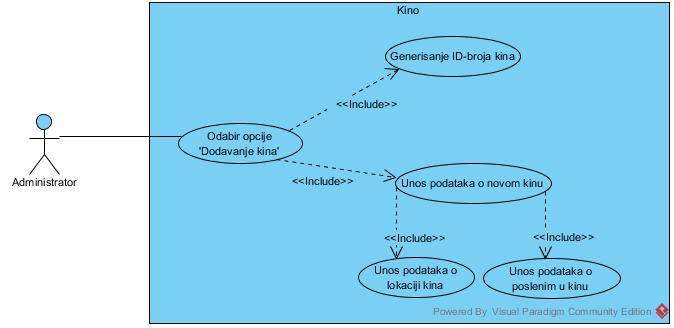 Kino
Generisanje ID-broja kina
<<Include>>
Odabir opcije
'Dodavanje kina'
Administrator
<<Include>>
Unos podataka o novom kinu
<<Include>>
<<Include>>
Unos podataka o
lokaciji kina
Unos podataka o
poslenim u kinu
Powered By Visual Paradigm Community Edition